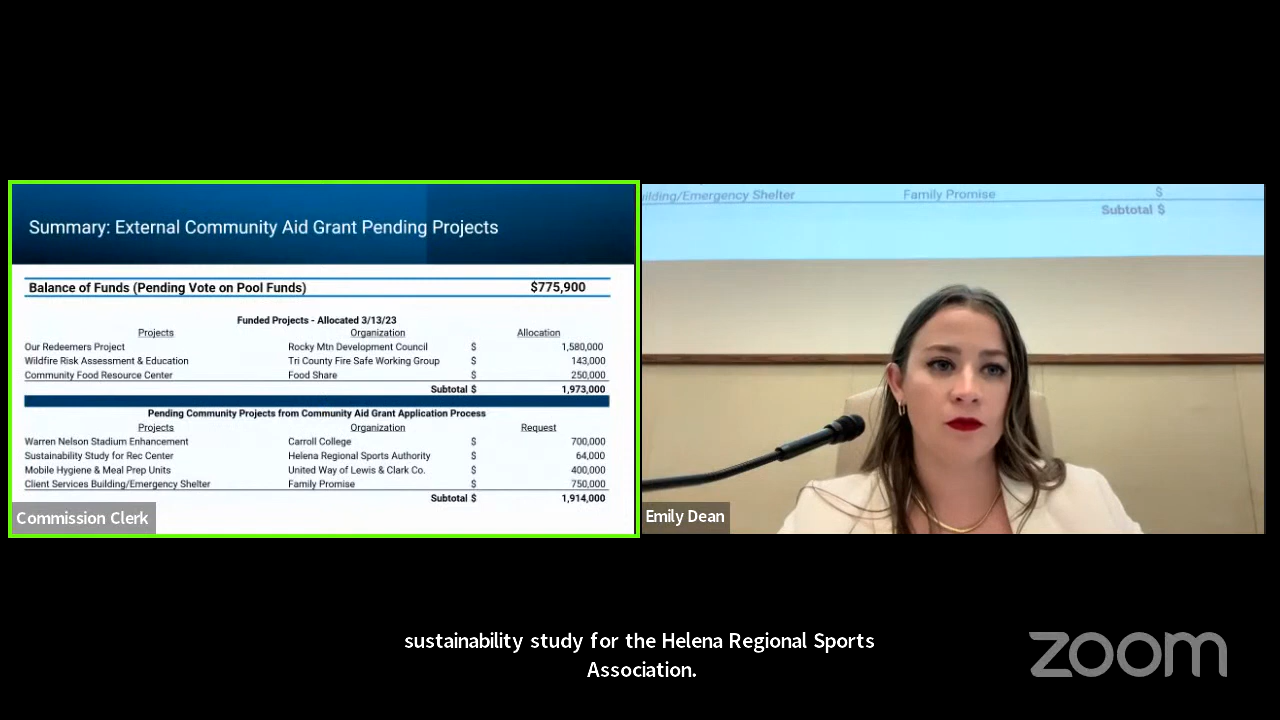 Summary: External Community Aid Grant Pending Projects
Balance of Funds (Pending Vote on Pool Funds) $775,900
Funded Projects - Allocated 3/13/23
Projects Organization Allocation
Our Redeemers Project Rocky Mtn Development Council $ 1,580,000
Wildfire Risk Assessment & Education Tri County Fire Safe Working Group $ 143,000
Community Food Resource Center Food Share $ 250,000
Subtotal $ 1,973,000
Pending Community Projects from Community Aid Grant Application Process
Projects Organization Request
Warren Nelson Stadium Enhancement Carroll College $ 700,000
Sustainability Study for Rec Center Helena Regional Sports Authority $ 64,000
Mobile Hygiene & Meal Prep Units United Way of Lewis & Clark Co. $ 400,000
Client Services Building/Emergency Shelter Family Promise $ 750,000
Subtotal $ 1,914,000
Commission Clerk
ilding/Emergency Shelter Family Promise $
Subtotal $
Emily Dean
sustainability study for the Helena Regional Sports
Association.
zoom